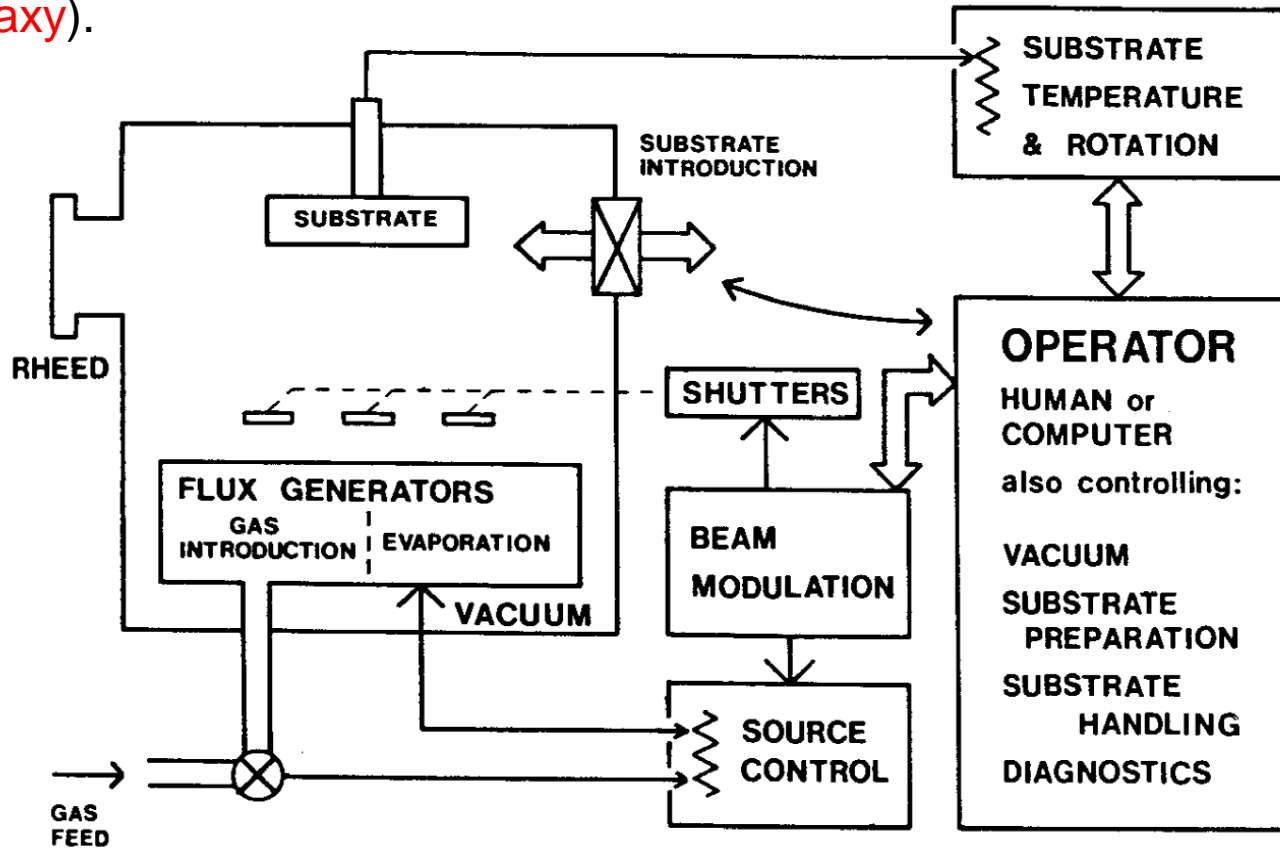 axy).
SUBSTRATE
TEMPERATURE
& ROTATION
SUBSTRATE
INTRODUCTION
SUBSTRATE
RHEED
OPERATOR
HUMAN or
COMPUTER
also controlling:
VACUUM
SUBSTRATE
PREPARATION
SUBSTRATE
HANDLING
DIAGNOSTICS
SHUTTERS
FLUX GENERATORS
GAS
INTRODUCTION
EVAPORATION
VACUUM
BEAM
MODULATION
SOURCE
CONTROL
GAS
FEED